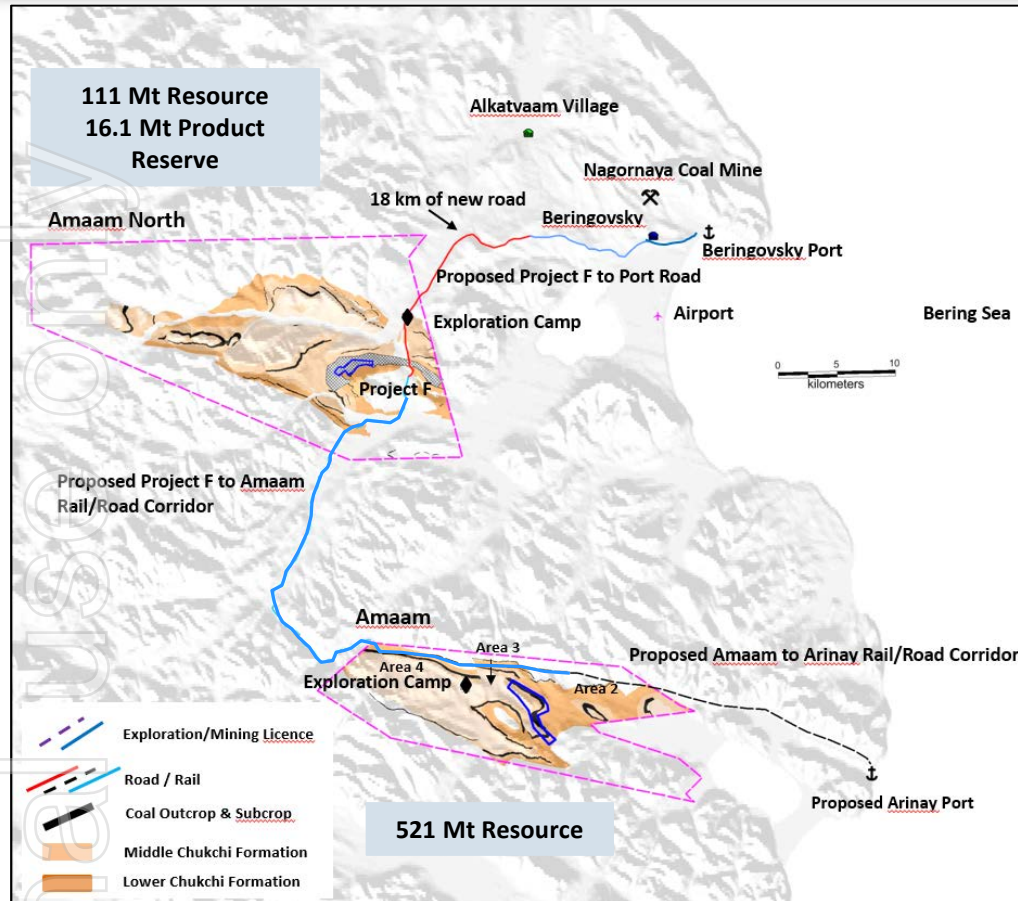 111 Mt Resource
16.1 Mt Product
Reserve
Alkatvaam Village
Nagornaya Coal Mine
18 km of new road
Beringovsky
Amaam North
Beringovsky Port
Proposed Project F to Port Road
Airport
Bering Sea
Exploration Camp
0 5 10
kilometers
Project F
Proposed Project F to Amaam
Rail/Road Corridor
Amaam
Area 3
Proposed Amaam to Arinay Rail/Road Corridor
Area 4
Exploration Camp
Area 2
Exploration/Mining Licence
Road / Rail
Coal Outcrop & Subcrop
Middle Chukchi Formation
Lower Chukchi Formation
521 Mt Resource
Proposed Arinay Port
nal use only